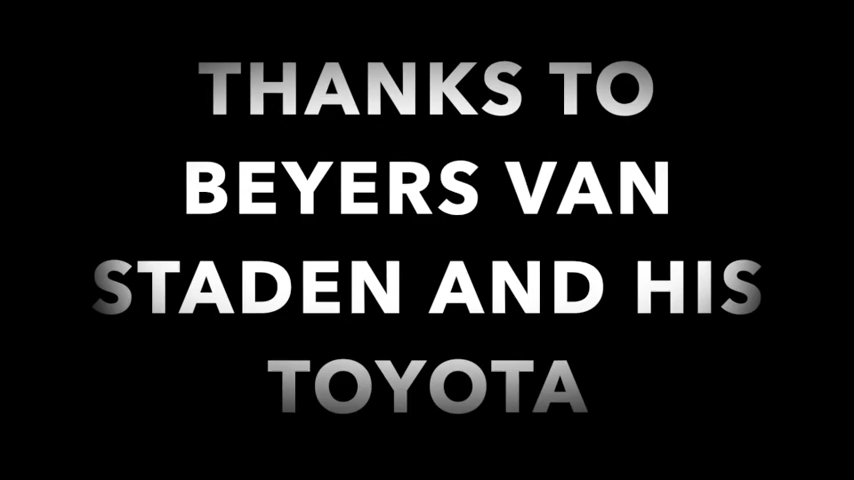 THANKS TO
BEYERS VAN
STADEN AND HIS
TOYOTA